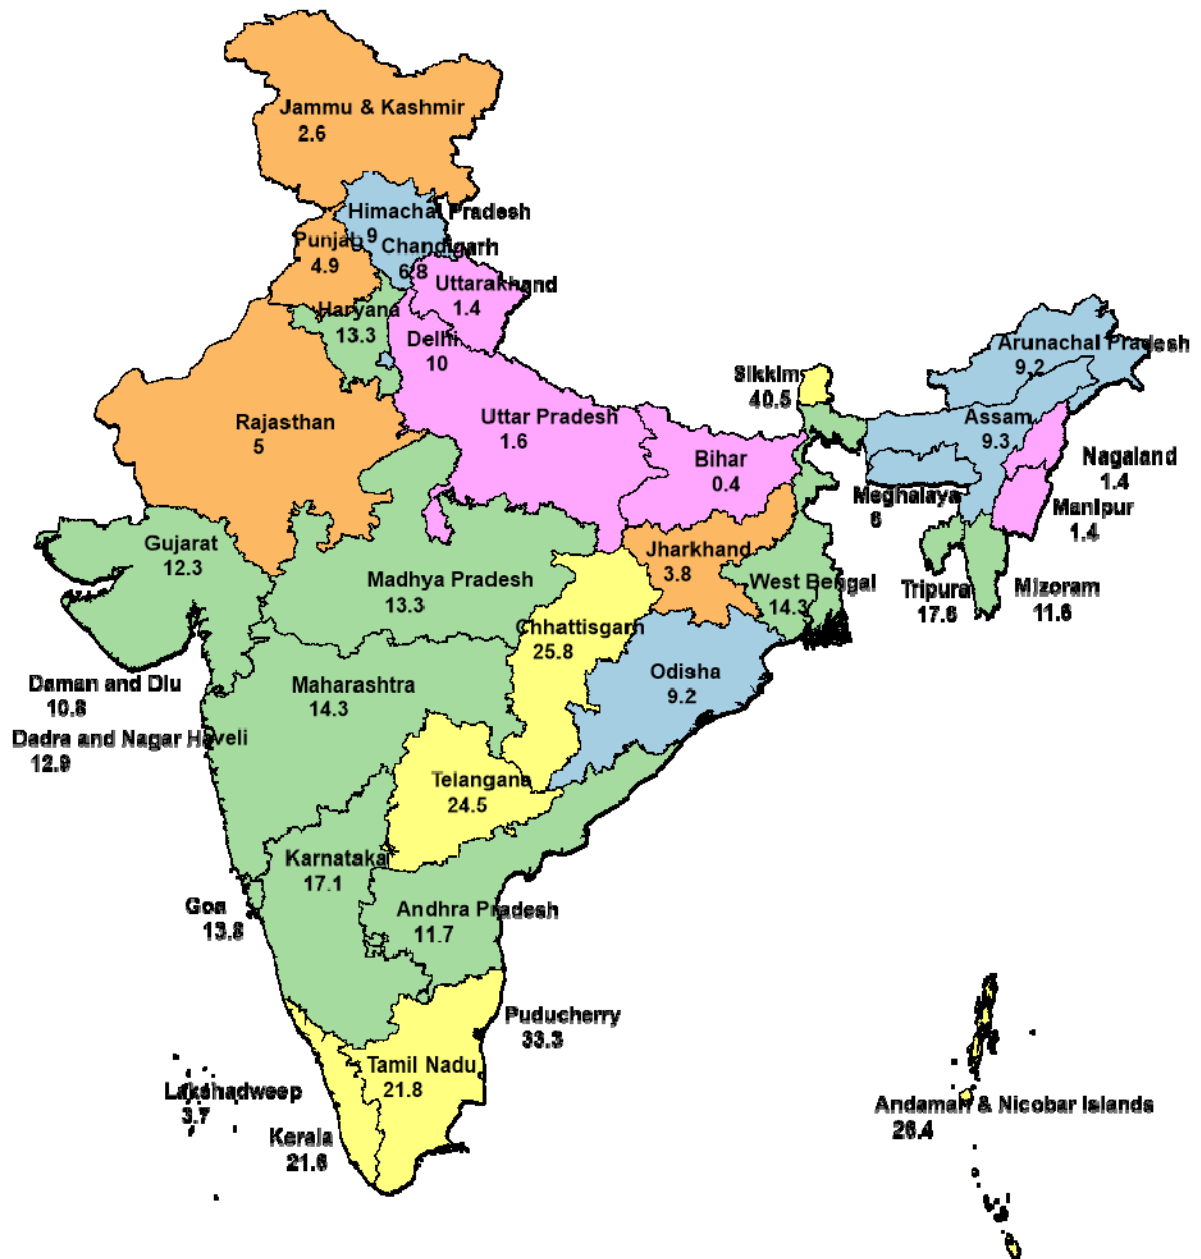 Jammu & Kashmir
2.6
Himachal Pradesh
9
Punjab
4.9
Chandigarh
6.8
Uttarakhand
1.4
Haryana
13.3
Delhi
10
Arunachal Pradesh
9.2
Sikkim
40.5
Rajasthan
5
Uttar Pradesh
1.6
Assam
9.3
Bihar
0.4
Nagaland
1.4
Meghalaya
6
Manipur
1.4
Gujarat
12.3
Jharkhand
3.8
Madhya Pradesh
13.3
West Bengal
14.3
Tripura
17.6
Mizoram
11.6
Chhattisgarh
25.8
Odisha
9.2
Daman and Diu
10.8
Maharashtra
14.3
Dadra and Nagar Haveli
12.9
Telangana
24.5
Karnataka
17.1
Goa
13.8
Andhra Pradesh
11.7
Puducherry
33.3
Tamil Nadu
21.8
Lakshadweep
3.7
Andaman & Nicobar Islands
26.4
Kerala
21.6